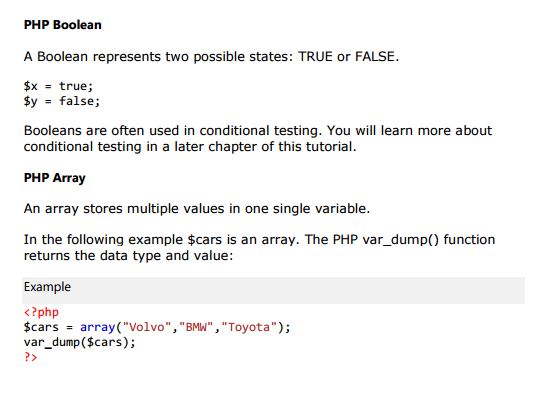 PHP Boolean
A Boolean represents two possible states: TRUE or FALSE.
$x = true;
$y = false;
Booleans are often used in conditional testing. You will learn more about
conditional testing in a later chapter of this tutorial.
PHP Array
An array stores multiple values in one single variable.
In the following example $cars is an array. The PHP var_dump() function
returns the data type and value:
Example
<?php
$cars = array("Volvo","BMW","Toyota");
var_dump($cars);
?>